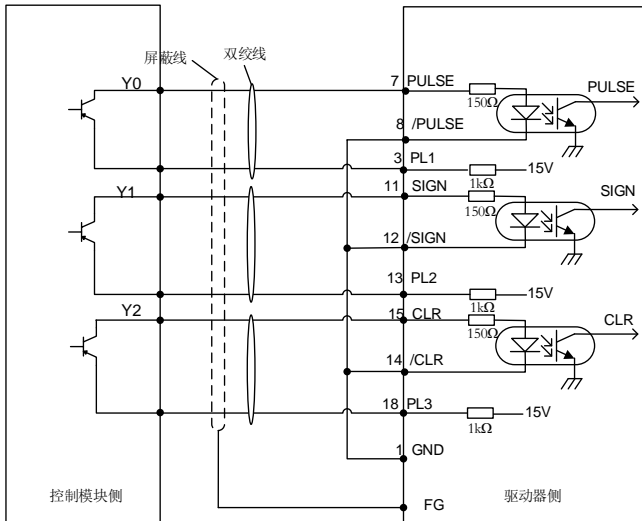 屏蔽线
双绞线
Y0
7 PULSE
150Ω
PULSE
8 /PULSE
3 PL1
15V
1kΩ
Y1
11 SIGN
150Ω
SIGN
12 /SIGN
13 PL2
15V
1kΩ
Y2
15 CLR
150Ω
CLR
14 /CLR
18 PL3
15V
1kΩ
1 GND
控制模块侧
FG
驱动器侧